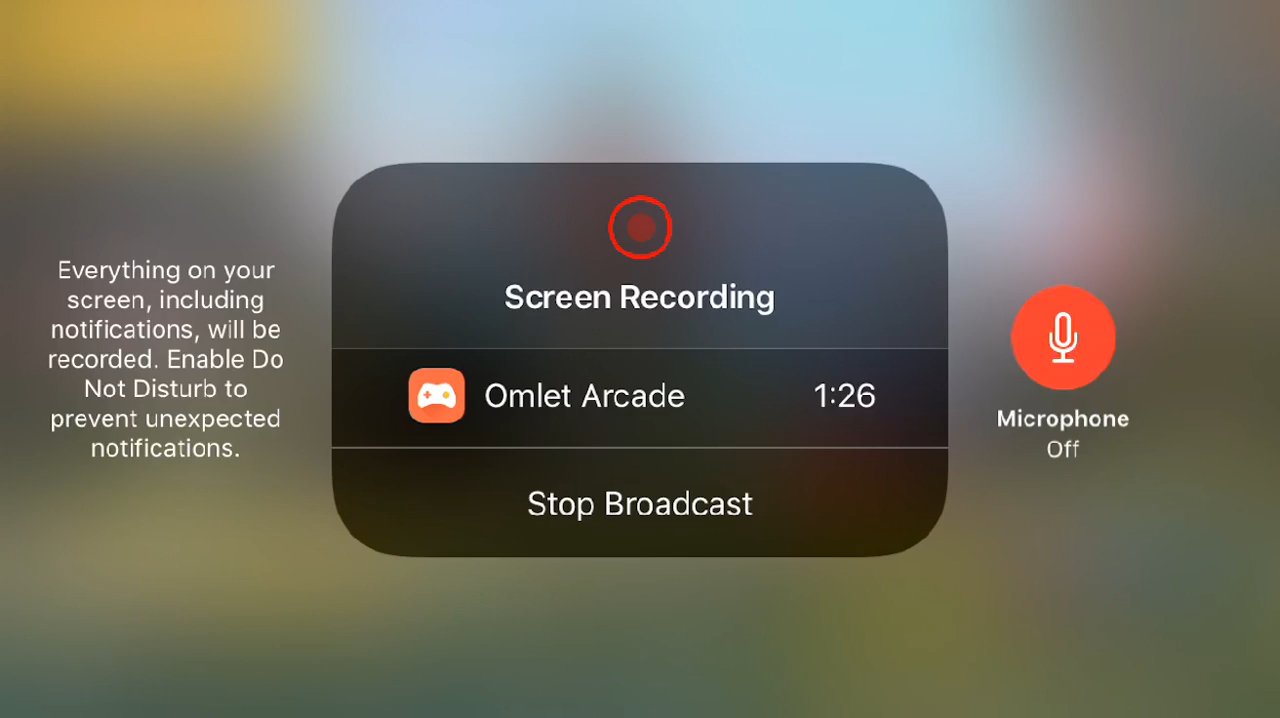 Everything on your
screen, including
notifications, will be
recorded. Enable Do
Not Disturb to
prevent unexpected
notifications.
Screen Recording
Omlet Arcade 1:26
Stop Broadcast
Microphone
Off